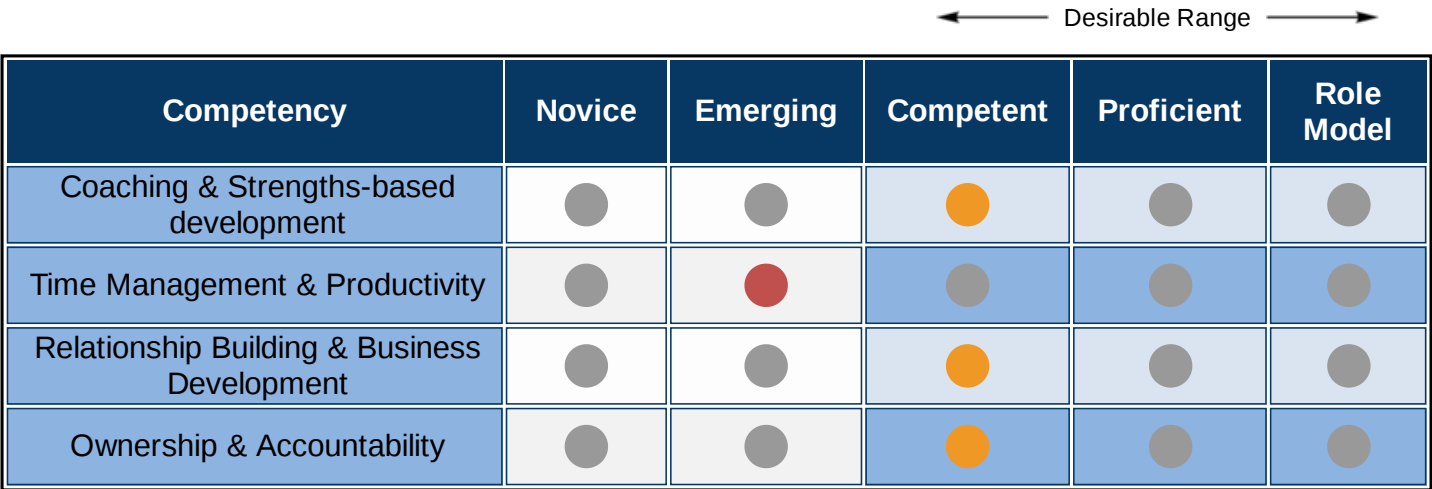 Desirable Range
Competency Novice Emerging Competent Proficient Role Model
Coaching & Strengths-based
development
Time Management & Productivity
Relationship Building & Business
Development
Ownership & Accountability